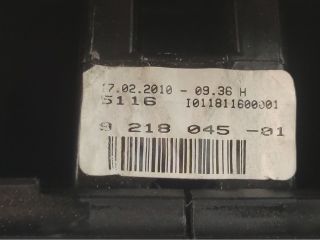 17.02.2010 - 09.36 H
5116 I011811600001
9 218 045 -01